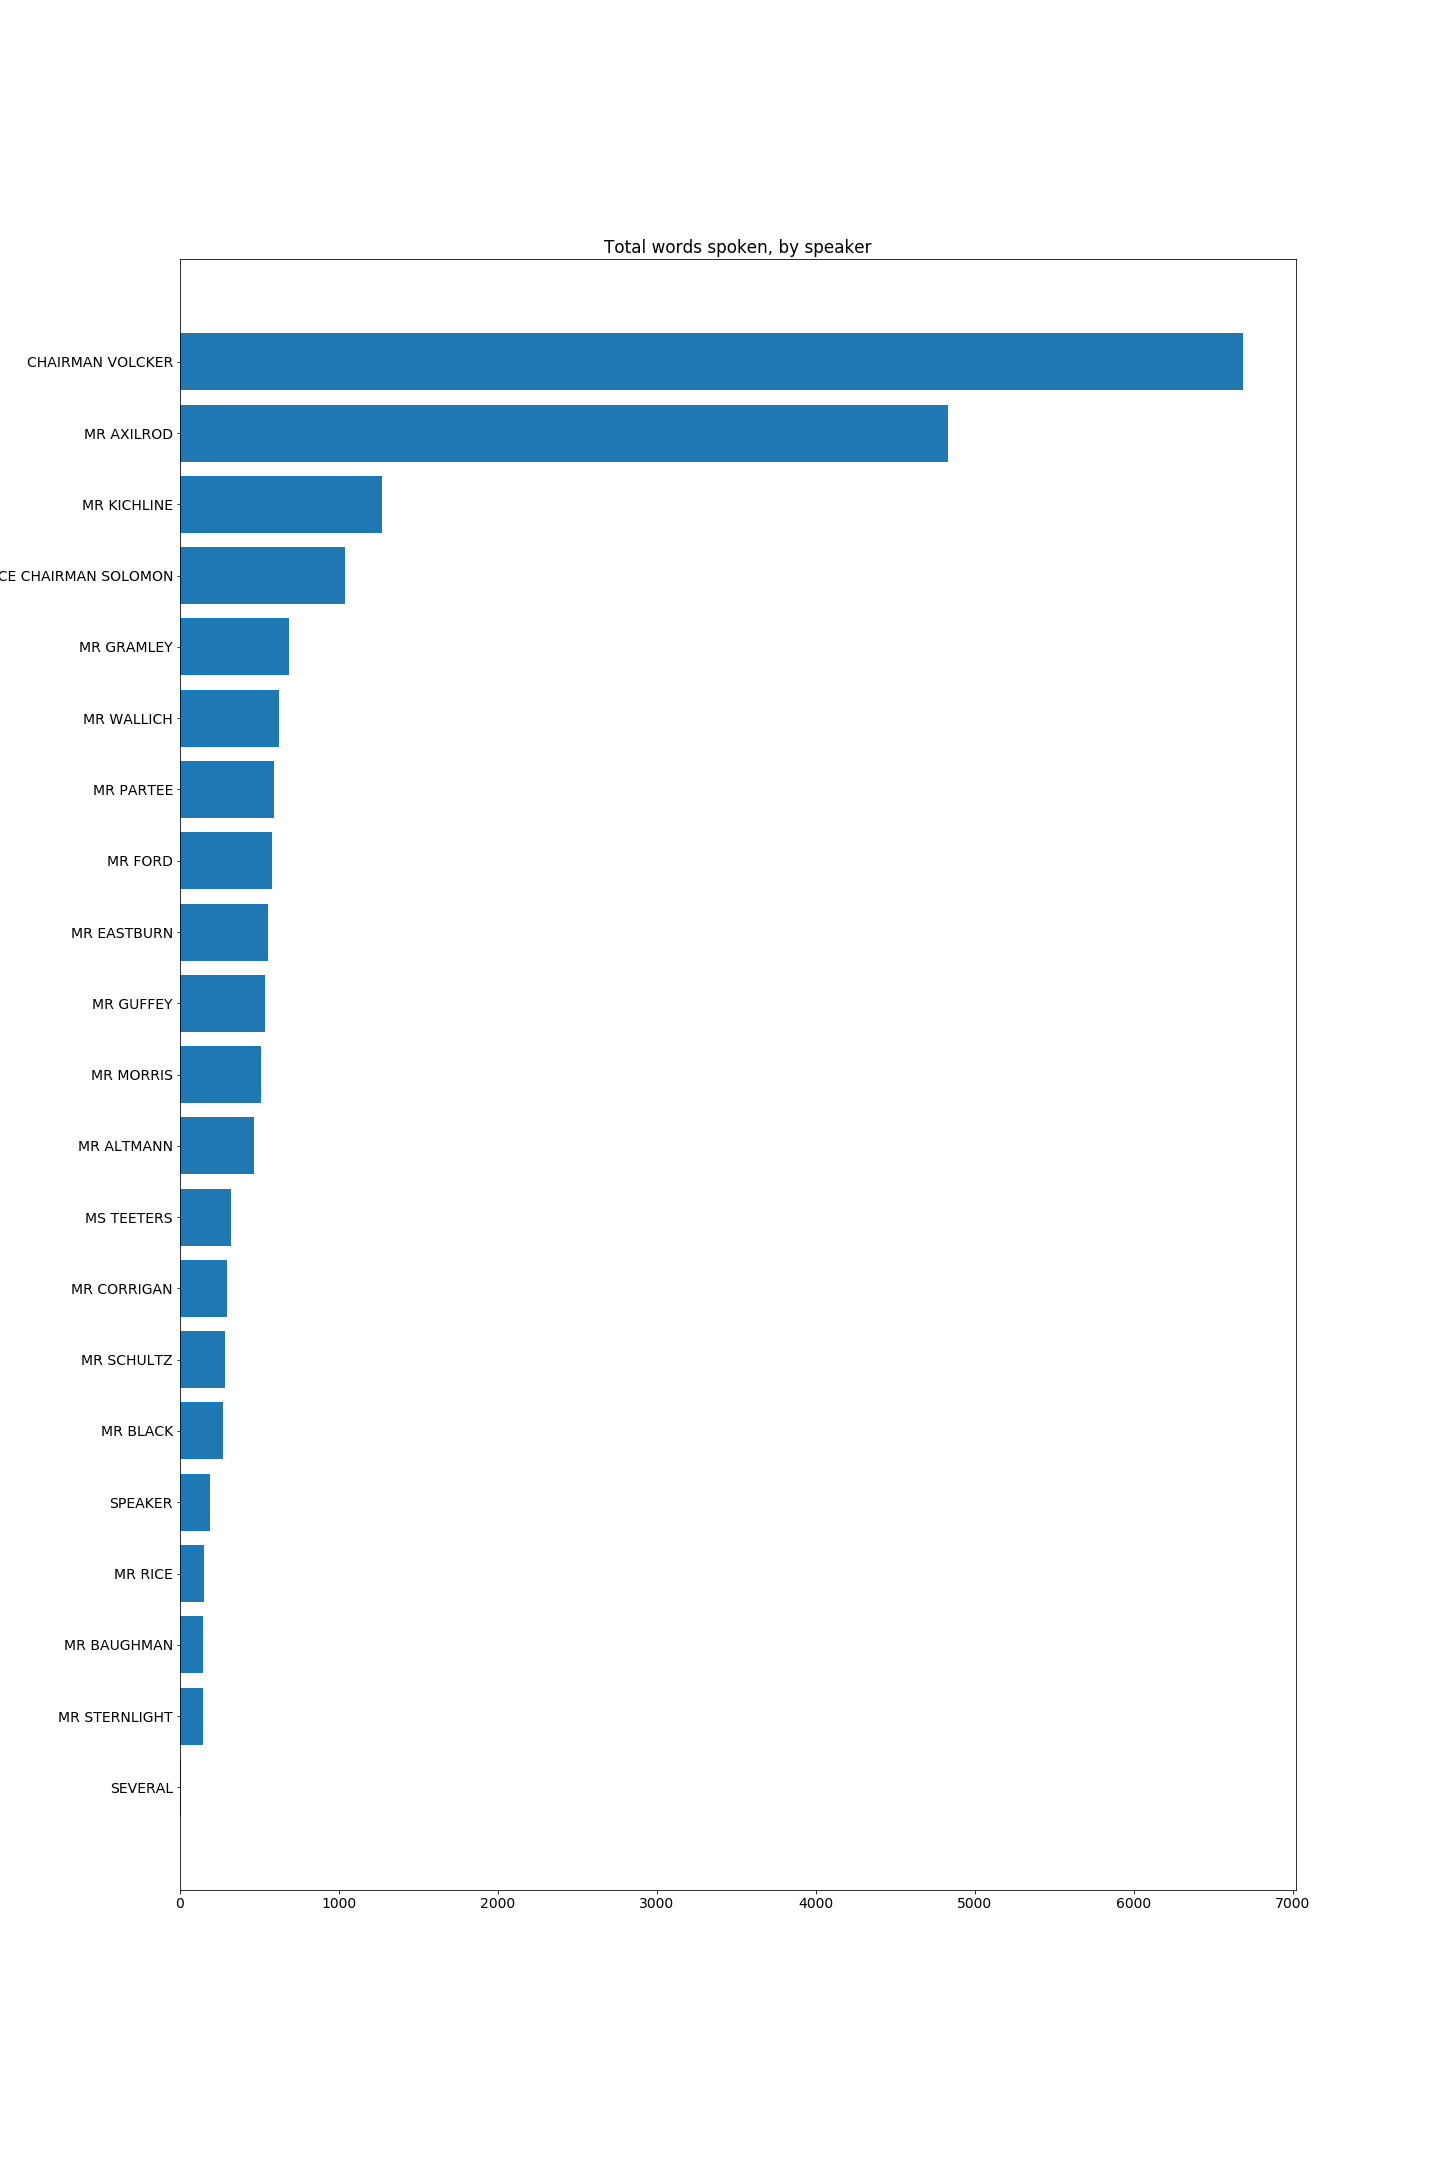 Total words spoken, by speaker
CHAIRMAN VOLCKER
MR AXILROD
MR KICHLINE
CE CHAIRMAN SOLOMON
MR GRAMLEY
MR WALLICH
MR PARTEE
MR FORD
MR EASTBURN
MR GUFFEY
MR MORRIS
MR ALTMANN
MS TEETERS
MR CORRIGAN
MR SCHULTZ
MR BLACK
SPEAKER
MR RICE
MR BAUGHMAN
MR STERNLIGHT
SEVERAL
0 1000 2000 3000 4000 5000 6000 7000